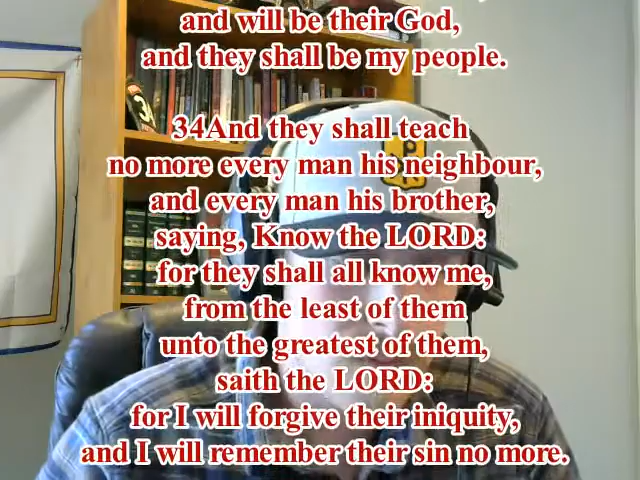 and will be their God,
and they shall be my people.
34And they shall teach
no more every man his neighbour,
and every man his brother,
saying, Know the LORD:
for they shall all know me,
from the least of them
unto the greatest of them,
saith the LORD:
for I will forgive their iniquity,
and I will remember their sin no more.